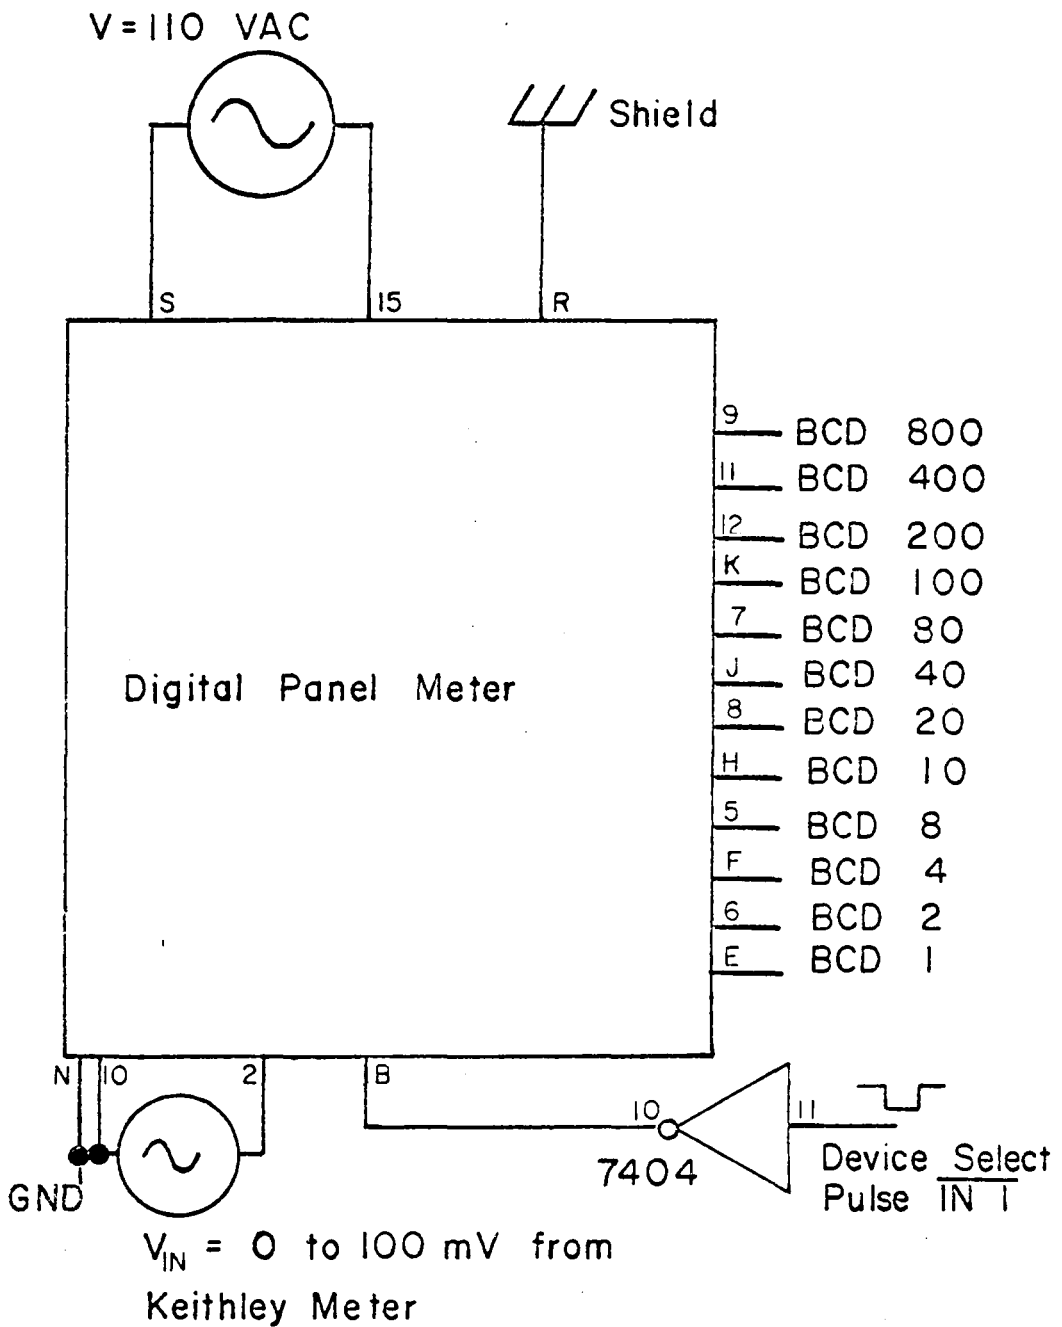 V = 110 VAC
Shield
S
15
R
9
BCD 800
11
BCD 400
12
BCD 200
K
BCD 100
7
BCD 80
J
BCD 40
8
BCD 20
H
BCD 10
5
BCD 8
F
BCD 4
6
BCD 2
E
BCD 1
Digital Panel Meter
N
10
2
B
10
11
7404
Device Select
Pulse IN 1
GND
VIN = 0 to 100 mV from
Keithley Meter